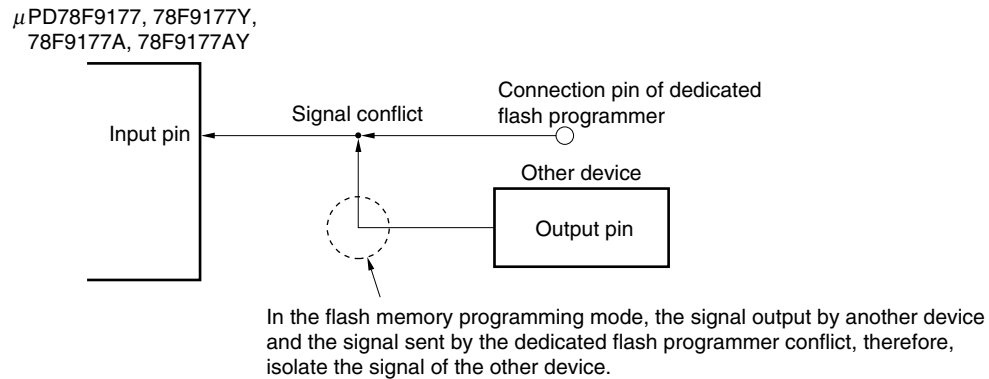 μPD78F9177, 78F9177Y,
78F9177A, 78F9177AY
Connection pin of dedicated
flash programmer
Signal conflict
Input pin
Other device
Output pin
In the flash memory programming mode, the signal output by another device
and the signal sent by the dedicated flash programmer conflict, therefore,
isolate the signal of the other device.